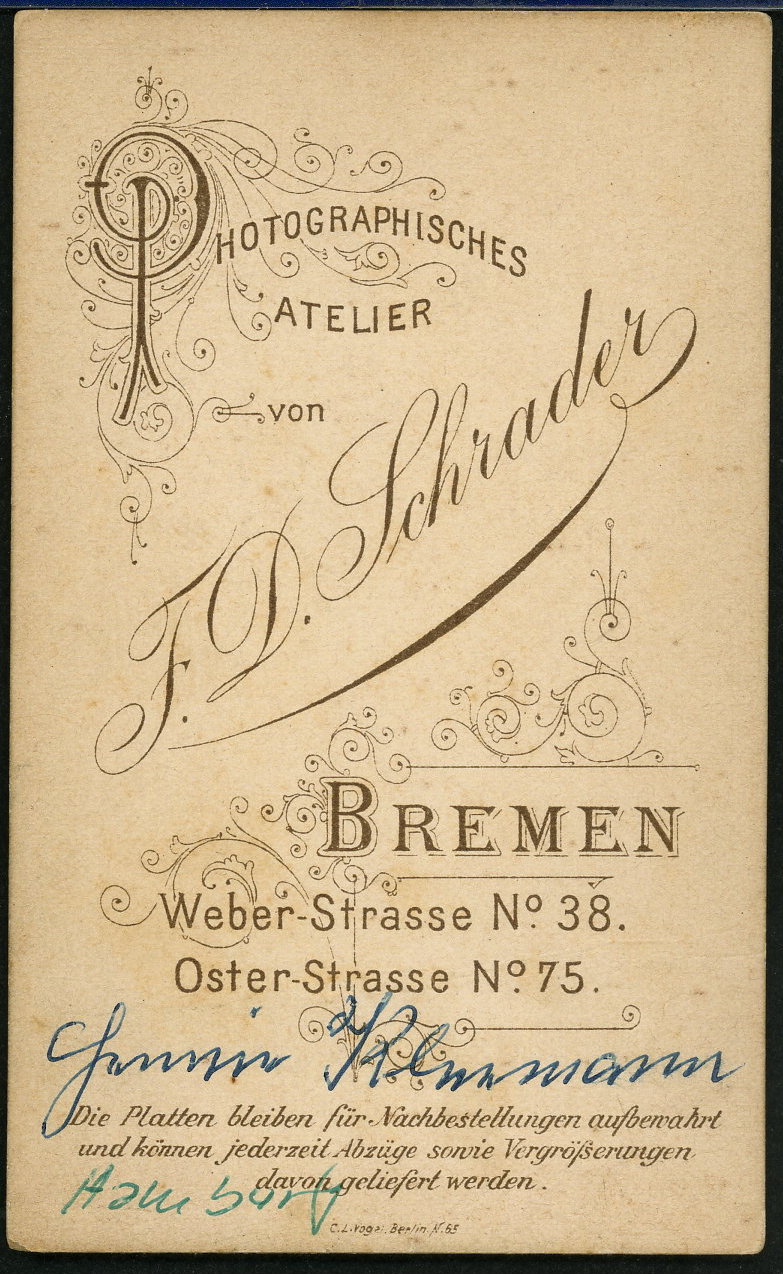 PHOTOGRAPHISCHES
ATELIER
von
F. D. Schrader
BREMEN
Weber-Strasse No. 38.
Oster-Strasse No. 75.
Die Platten bleiben für Nachbestellungen aufbewahrt
und können jederzeit Abzüge sowie Vergrößerungen
davon geliefert werden.
Hamburg
C. L. Vogel. Berlin. N. 65